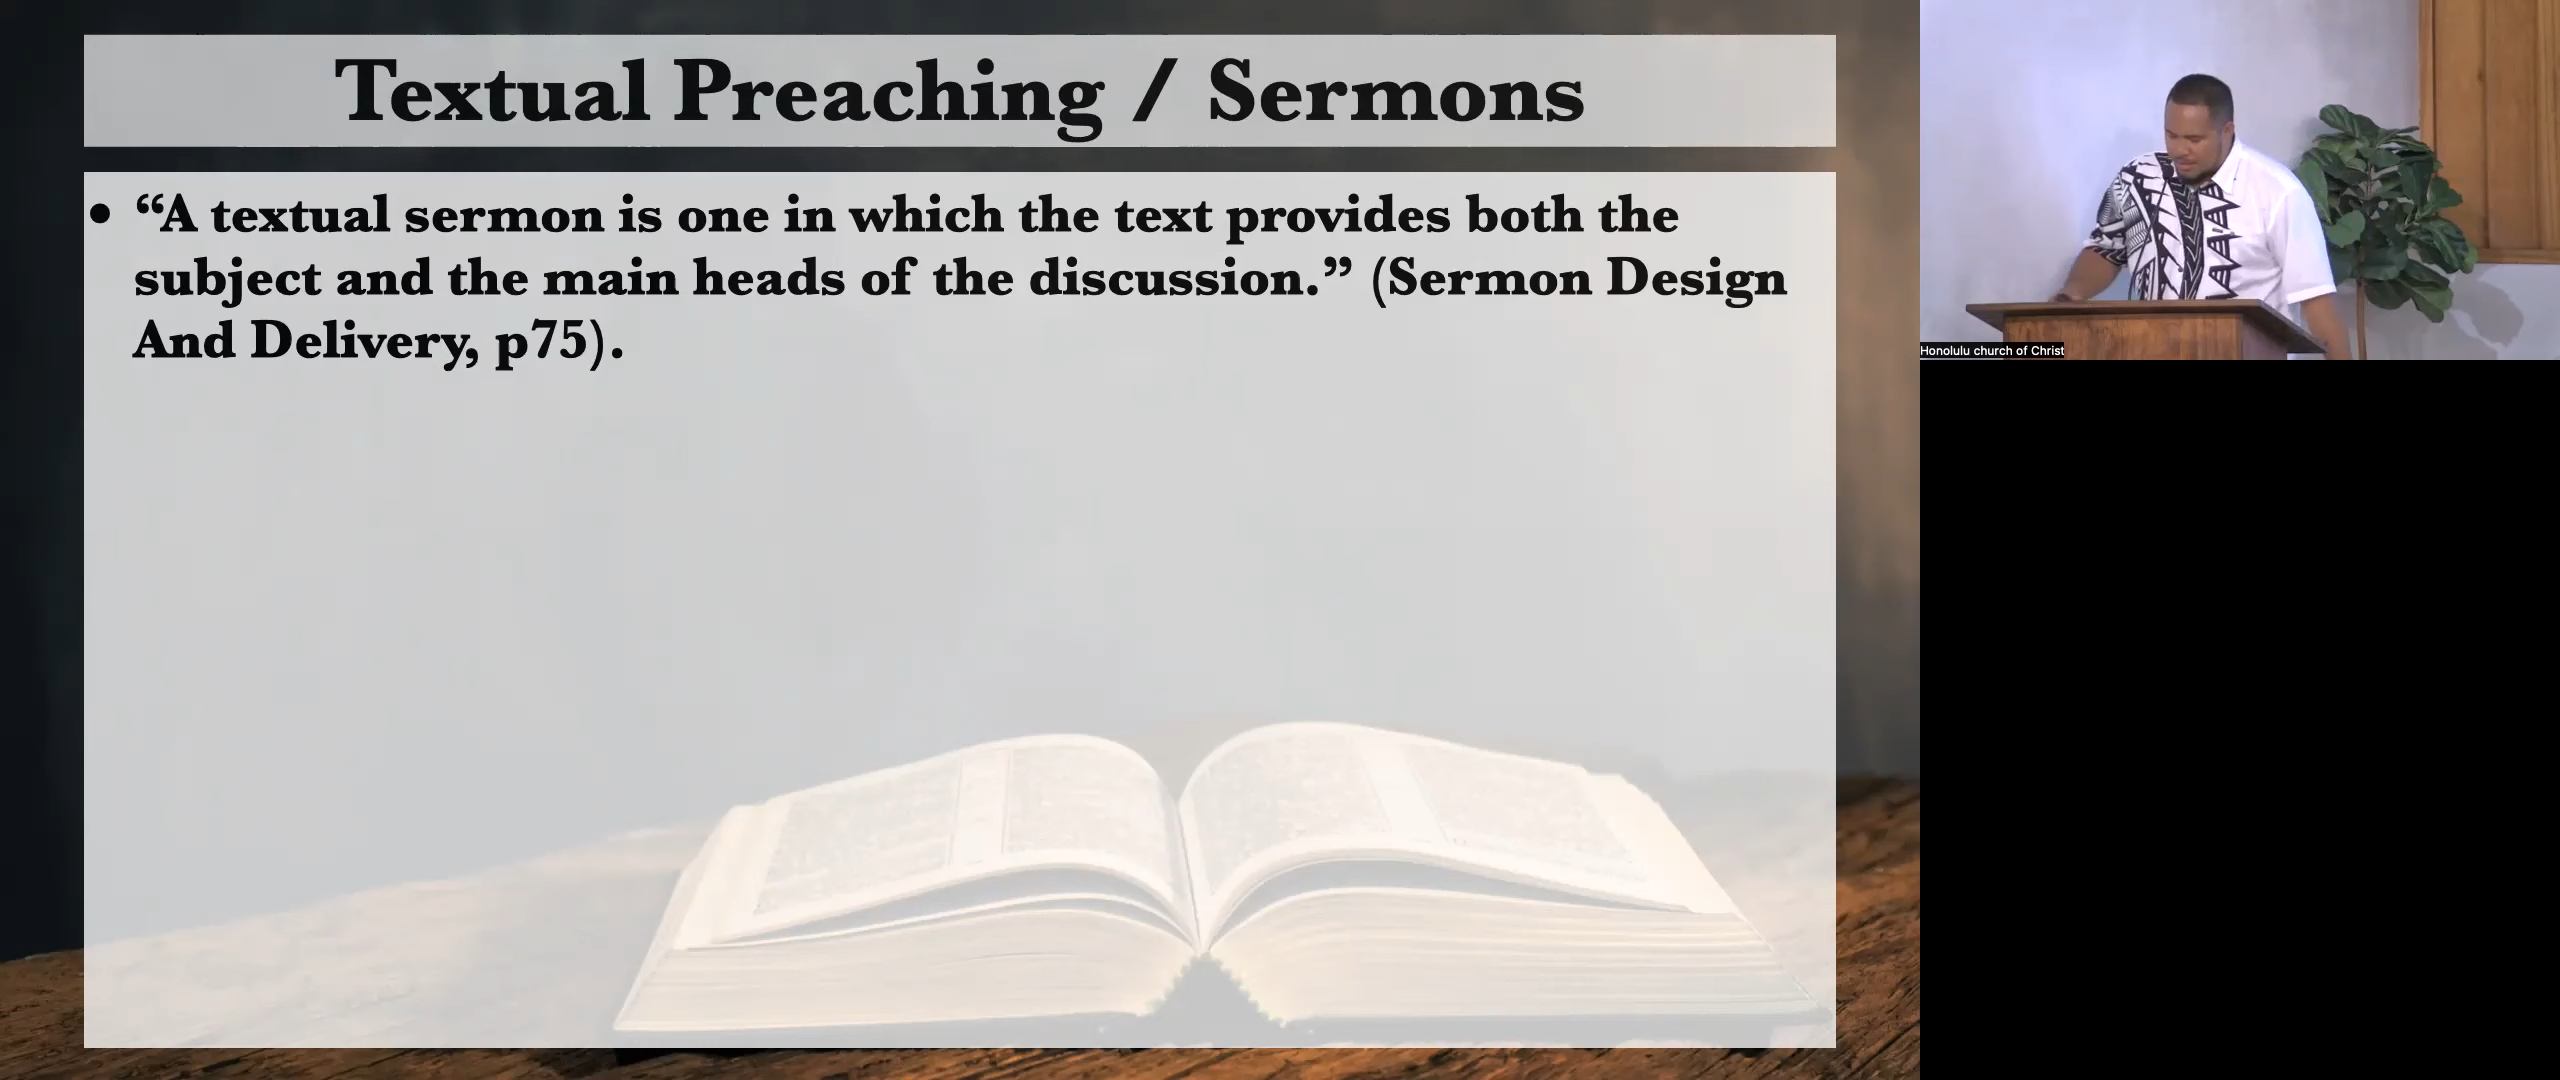 Textual Preaching / Sermons
• “A textual sermon is one in which the text provides both the
subject and the main heads of the discussion.” (Sermon Design
And Delivery, p75).
Honolulu church of Christ